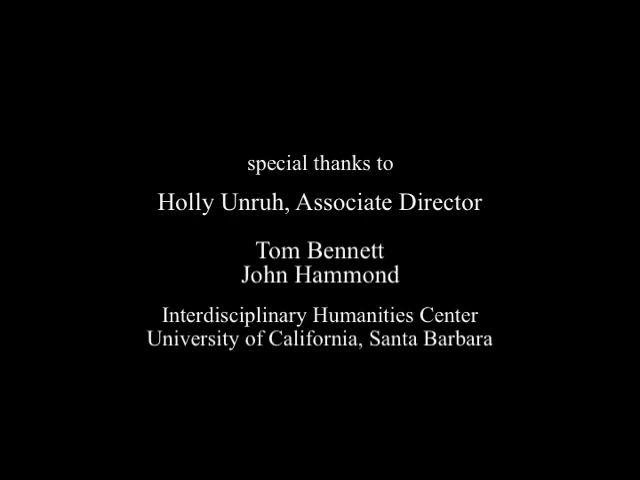 special thanks to
Holly Unruh, Associate Director
Tom Bennett
John Hammond
Interdisciplinary Humanities Center
University of California, Santa Barbara